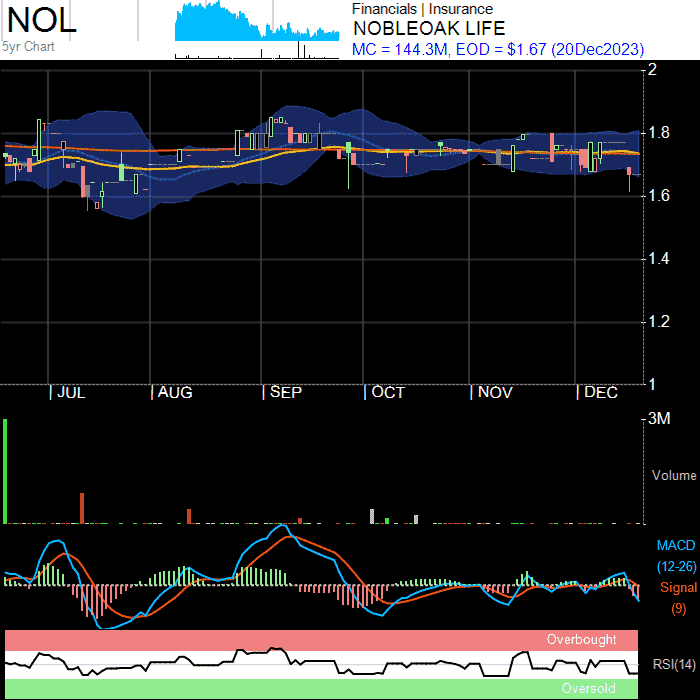 NOL
5yr Chart
Financials | Insurance
NOBLEOAK LIFE
MC = 144.3M, EOD = $1.67 (20Dec2023)
2
1.8
1.6
1.4
1.2
1
| JUL | AUG | SEP | OCT | NOV | DEC
3M
Volume
MACD
(12-26)
Signal
(9)
Overbought
RSI(14)
Oversold